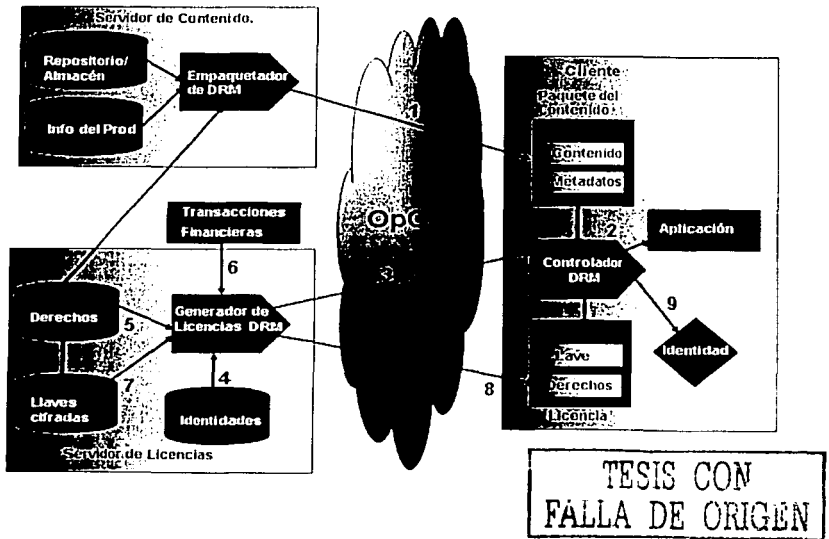 Servidor de Contenido.
Repositorio/
Almacén
Info del Prod
Empaquetador
de DRM
1
Cliente
Paquete del
Contenido
Contenido
Metadatos
2
Aplicación
Controlador
DRM
9
Identidad
Llave
Derechos
Licencia
8
3
Transacciones
Financieras
6
Derechos
5
Generador de
Licencias DRM
7
4
Llaves
cifradas
Identidades
Servidor de Licencias
TESIS CON
FALLA DE ORIGEN